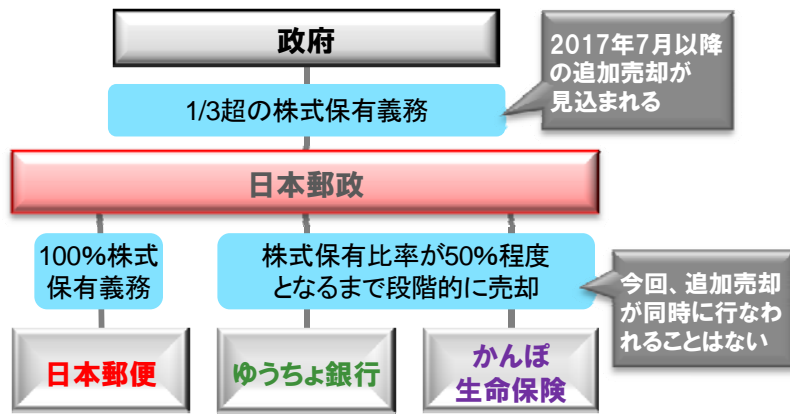 政府
2017年7月以降
の追加売却が
見込まれる
1/3超の株式保有義務
日本郵政
100%株式
保有義務
株式保有比率が50%程度
となるまで段階的に売却
今回、追加売却
が同時に行なわ
れることはない
日本郵便
ゆうちょ銀行
かんぽ
生命保険